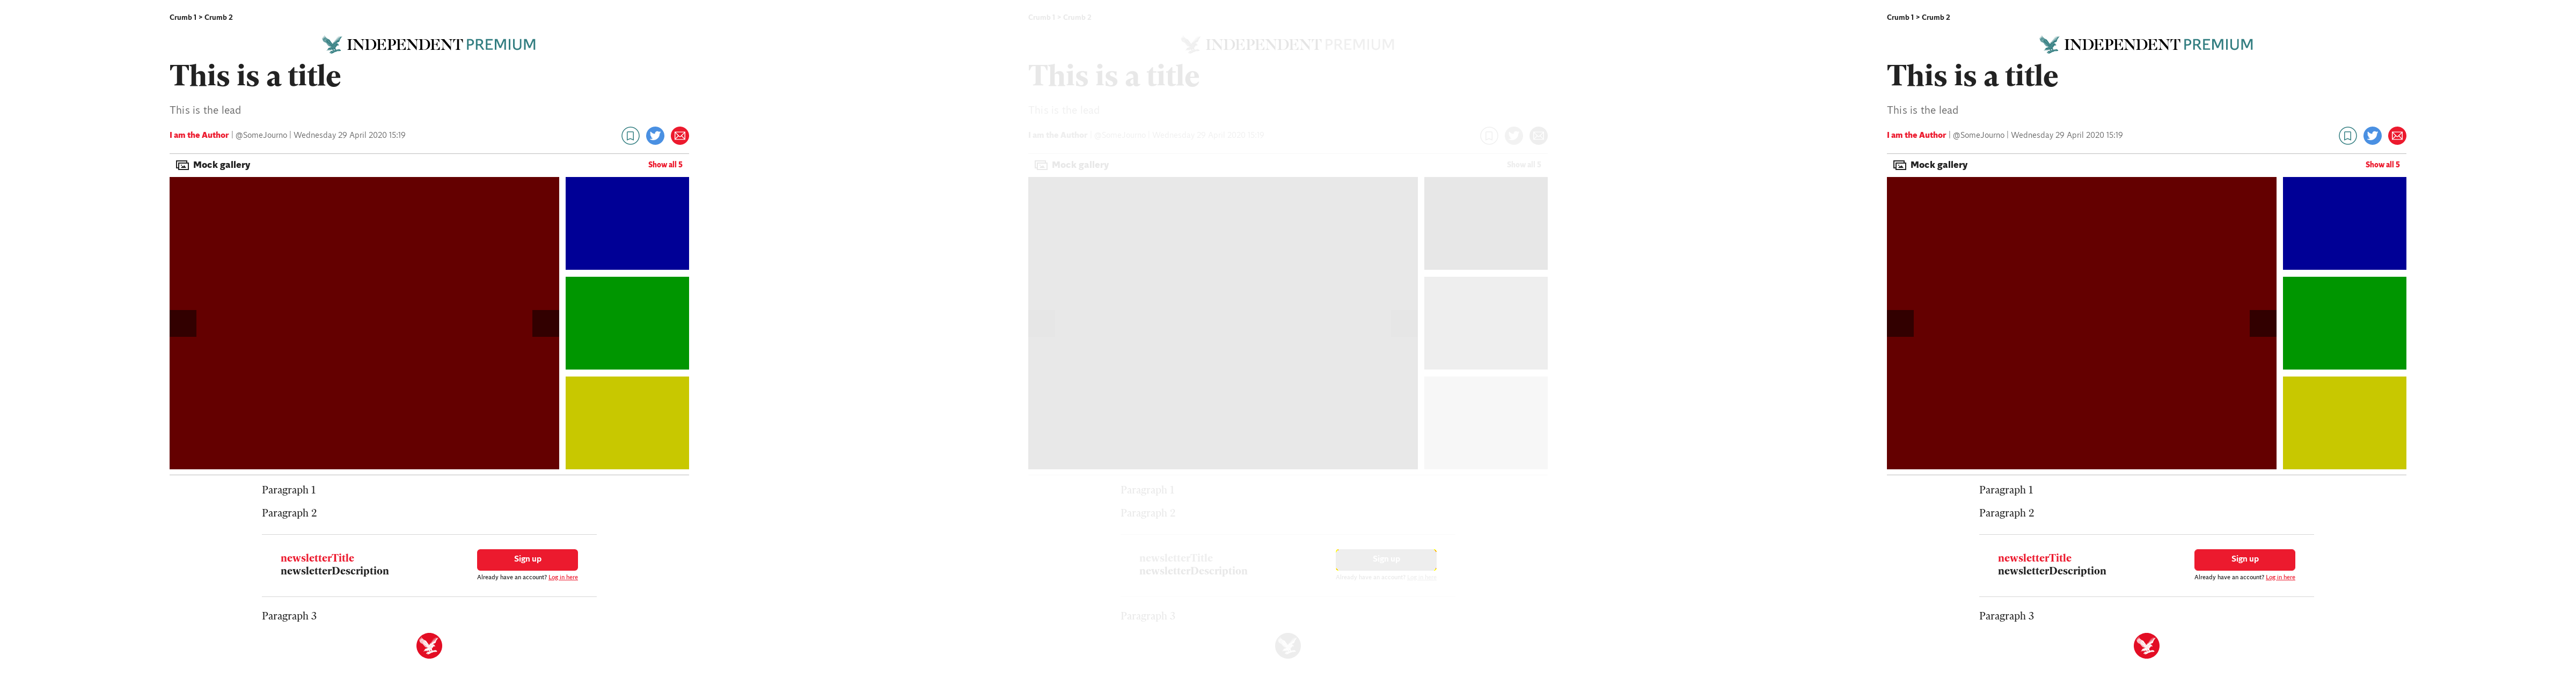 Crumb 1 > Crumb 2
INDEPENDENT PREMIUM
This is a title
This is the lead
I am the Author | @SomeJourno | Wednesday 29 April 2020 15:19
Mock gallery
Show all 5
Paragraph 1
Paragraph 2
newsletterTitle
newsletterDescription
Sign up
Already have an account? Log in here
Paragraph 3
Crumb 1 > Crumb 2
INDEPENDENT PREMIUM
This is a title
This is the lead
I am the Author | @SomeJourno | Wednesday 29 April 2020 15:19
Mock gallery
Show all 5
Paragraph 1
Paragraph 2
newsletterTitle
newsletterDescription
Sign up
Already have an account? Log in here
Paragraph 3
Crumb 1 > Crumb 2
INDEPENDENT PREMIUM
This is a title
This is the lead
I am the Author | @SomeJourno | Wednesday 29 April 2020 15:19
Mock gallery
Show all 5
Paragraph 1
Paragraph 2
newsletterTitle
newsletterDescription
Sign up
Already have an account? Log in here
Paragraph 3